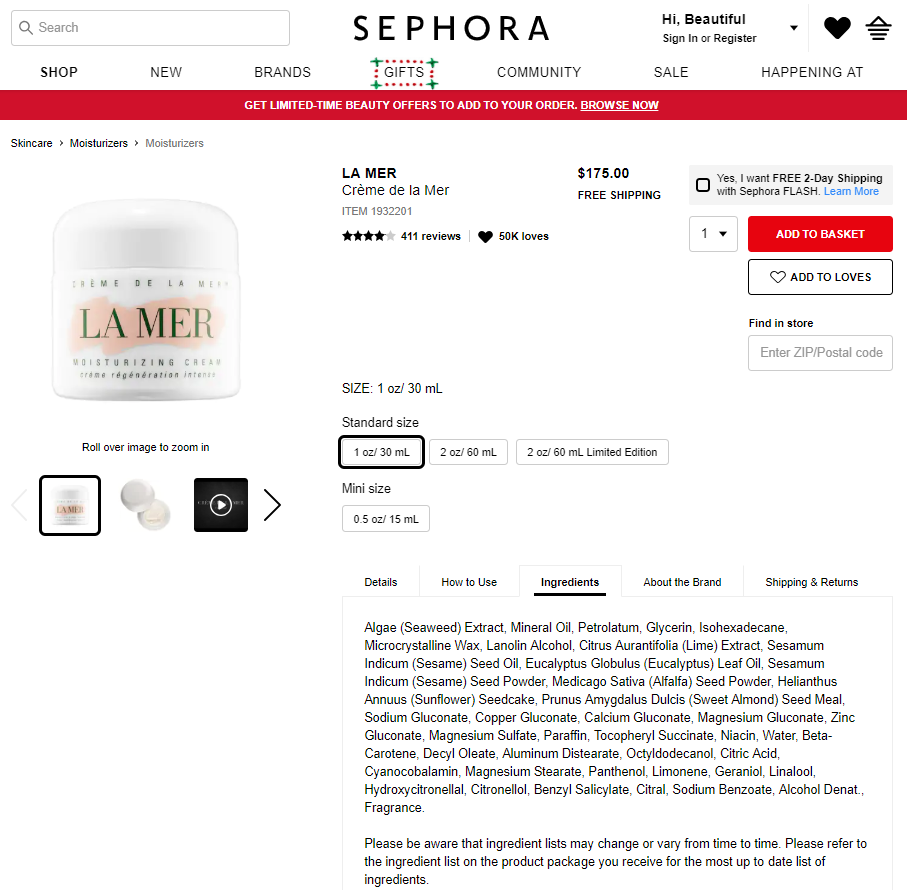 Search
SEPHORA
Hi, Beautiful
Sign In or Register
SHOP
NEW
BRANDS
GIFTS
COMMUNITY
SALE
HAPPENING AT
GET LIMITED-TIME BEAUTY OFFERS TO ADD TO YOUR ORDER. BROWSE NOW
Skincare > Moisturizers > Moisturizers
CRÈME DE LA MER
LA MER
MOISTURIZING CREAM
crème régénération intense
Roll over image to zoom in
LA MER
Crème de la Mer
ITEM 1932201
411 reviews
50K loves
$175.00
FREE SHIPPING
Yes, I want FREE 2-Day Shipping
with Sephora FLASH. Learn More
1
ADD TO BASKET
ADD TO LOVES
Find in store
Enter ZIP/Postal code
SIZE: 1 oz/ 30 mL
Standard size
1 oz/ 30 mL
2 oz/ 60 mL
2 oz/ 60 mL Limited Edition
Mini size
0.5 oz/ 15 mL
Details
How to Use
Ingredients
About the Brand
Shipping & Returns
Algae (Seaweed) Extract, Mineral Oil, Petrolatum, Glycerin, Isohexadecane,
Microcrystalline Wax, Lanolin Alcohol, Citrus Aurantifolia (Lime) Extract, Sesamum
Indicum (Sesame) Seed Oil, Eucalyptus Globulus (Eucalyptus) Leaf Oil, Sesamum
Indicum (Sesame) Seed Powder, Medicago Sativa (Alfalfa) Seed Powder, Helianthus
Annuus (Sunflower) Seedcake, Prunus Amygdalus Dulcis (Sweet Almond) Seed Meal,
Sodium Gluconate, Copper Gluconate, Calcium Gluconate, Magnesium Gluconate, Zinc
Gluconate, Magnesium Sulfate, Paraffin, Tocopheryl Succinate, Niacin, Water, Beta-
Carotene, Decyl Oleate, Aluminum Distearate, Octyldodecanol, Citric Acid,
Cyanocobalamin, Magnesium Stearate, Panthenol, Limonene, Geraniol, Linalool,
Hydroxycitronellal, Citronellol, Benzyl Salicylate, Citral, Sodium Benzoate, Alcohol Denat.,
Fragrance.
Please be aware that ingredient lists may change or vary from time to time. Please refer to
the ingredient list on the product package you receive for the most up to date list of
ingredients.